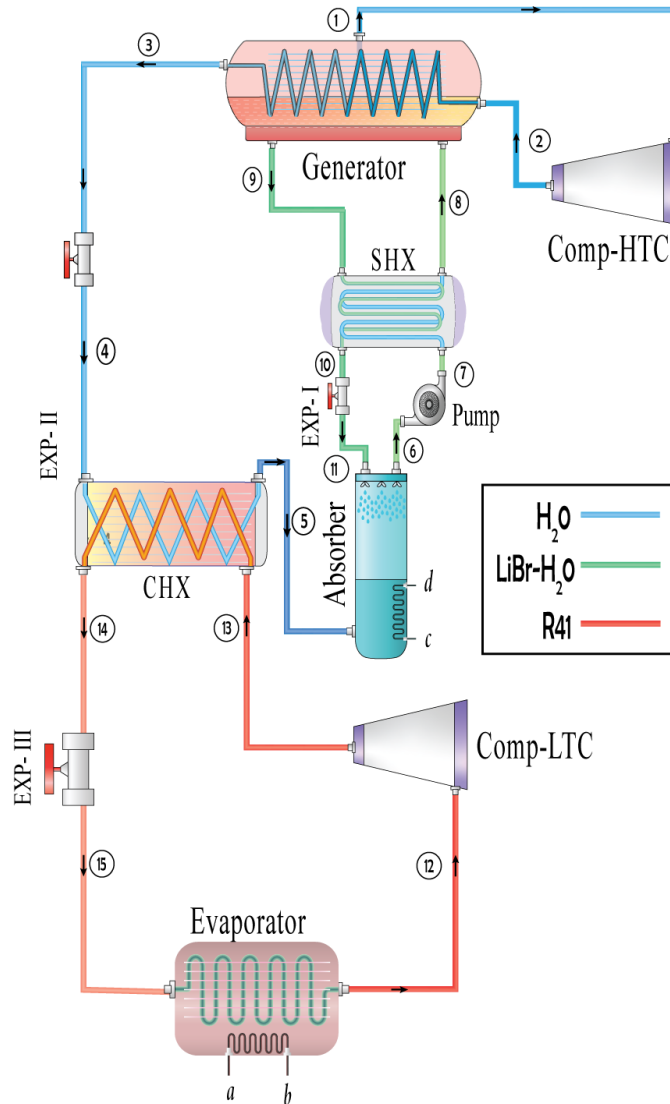 1
3
2
Generator
9
8
Comp-HTC
SHX
4
10
7
EXP- I
Pump
EXP- II
11
6
H₂O
LiBr-H₂O
R41
5
Absorber
d
c
CHX
14
13
EXP- III
Comp-LTC
15
12
Evaporator
a
b